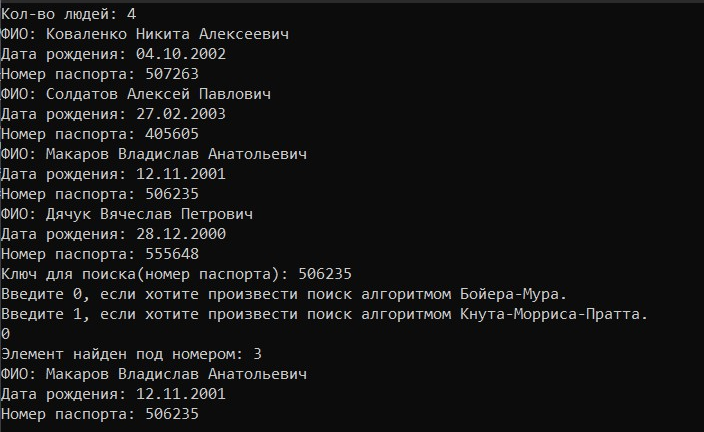 Кол-во людей: 4
ФИО: Коваленко Никита Алексеевич
Дата рождения: 04.10.2002
Номер паспорта: 507263
ФИО: Солдатов Алексей Павлович
Дата рождения: 27.02.2003
Номер паспорта: 405605
ФИО: Макаров Владислав Анатольевич
Дата рождения: 12.11.2001
Номер паспорта: 506235
ФИО: Дячук Вячеслав Петрович
Дата рождения: 28.12.2000
Номер паспорта: 555648
Ключ для поиска(номер паспорта): 506235
Введите 0, если хотите произвести поиск алгоритмом Бойера-Мура.
Введите 1, если хотите произвести поиск алгоритмом Кнута-Морриса-Пратта.
0
Элемент найден под номером: 3
ФИО: Макаров Владислав Анатольевич
Дата рождения: 12.11.2001
Номер паспорта: 506235